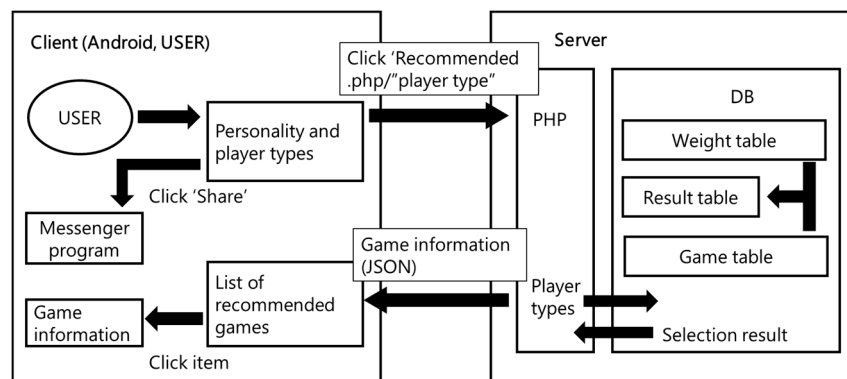 Client (Android, USER)
Server
Click ‘Recommended
.php/”player type”
USER
Personality and
player types
PHP
DB
Weight table
Click ‘Share’
Result table
Messenger
program
Game information
(JSON)
Game table
List of
recommended
games
Player
types
Game
information
Selection result
Click item